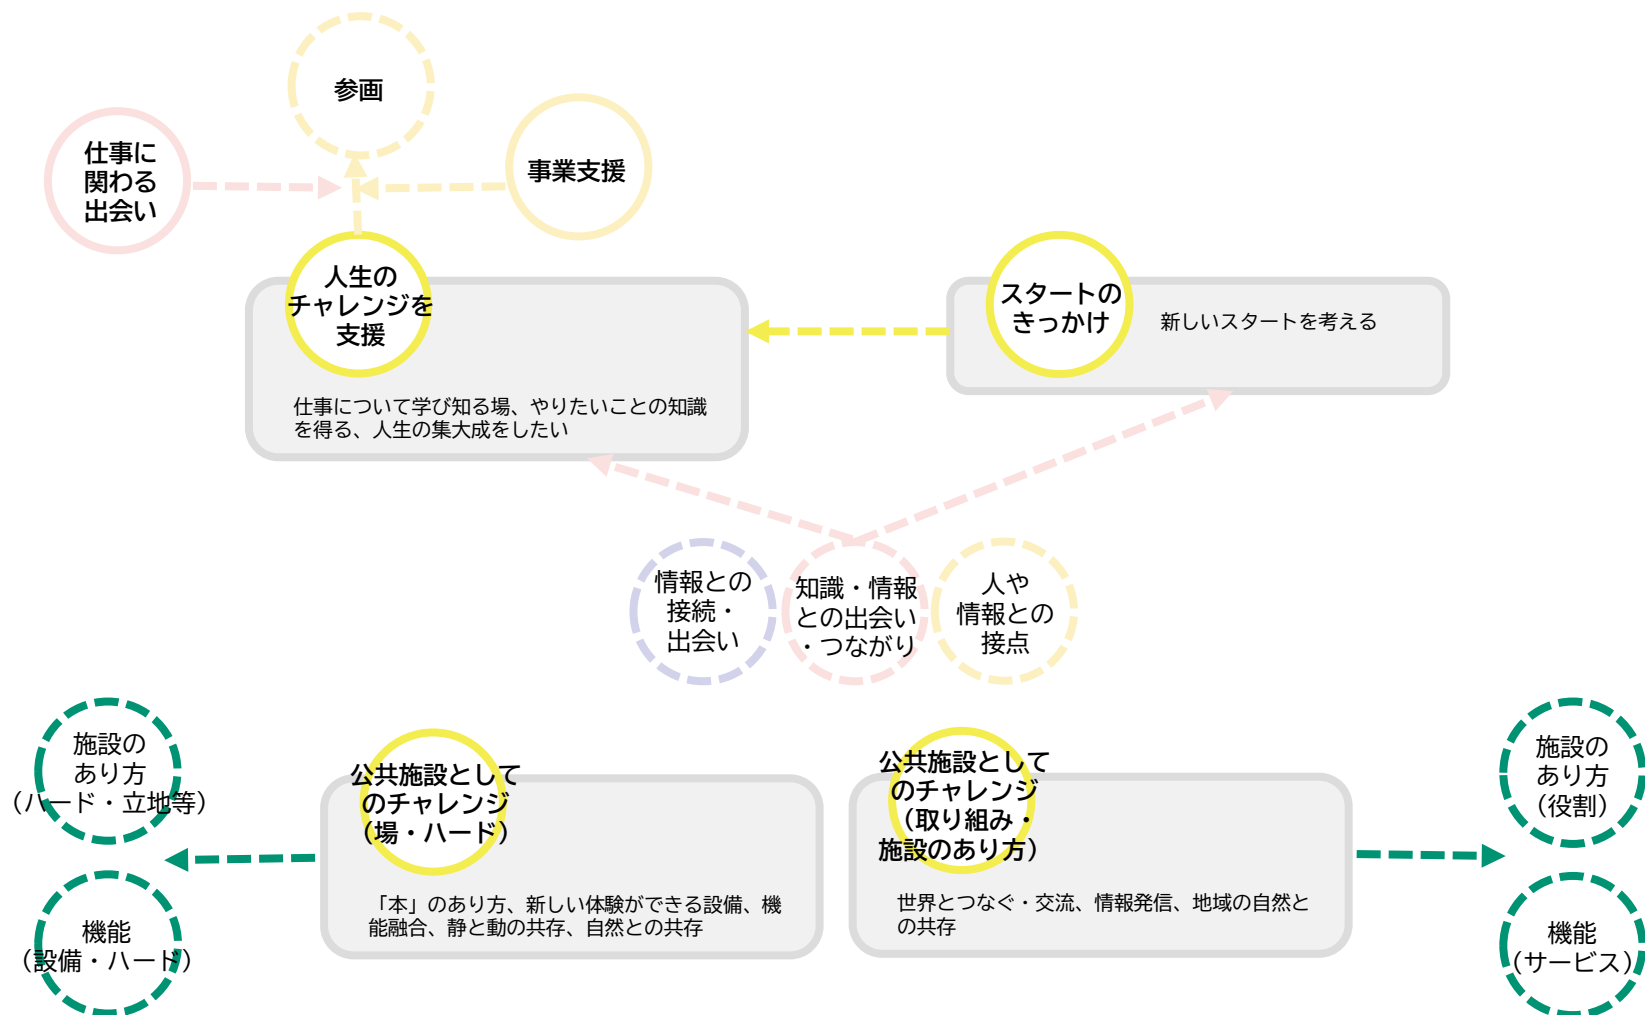 参画
仕事に
関わる
出会い
事業支援
人生の
チャレンジを
支援
仕事について学び知る場、やりたいことの知識
を得る、人生の集大成をしたい
スタートの
きっかけ
新しいスタートを考える
情報との
接続・
出会い
知識・情報
との出会い
・つながり
人や
情報との
接点
施設の
あり方
（ハード・立地等）
機能
（設備・ハード）
公共施設として
のチャレンジ
（場・ハード）
「本」のあり方、新しい体験ができる設備、機
能融合、静と動の共存、自然との共存
公共施設として
のチャレンジ
（取り組み・
施設のあり方）
世界とつなぐ・交流、情報発信、地域の自然と
の共存
施設の
あり方
（役割）
機能
（サービス）